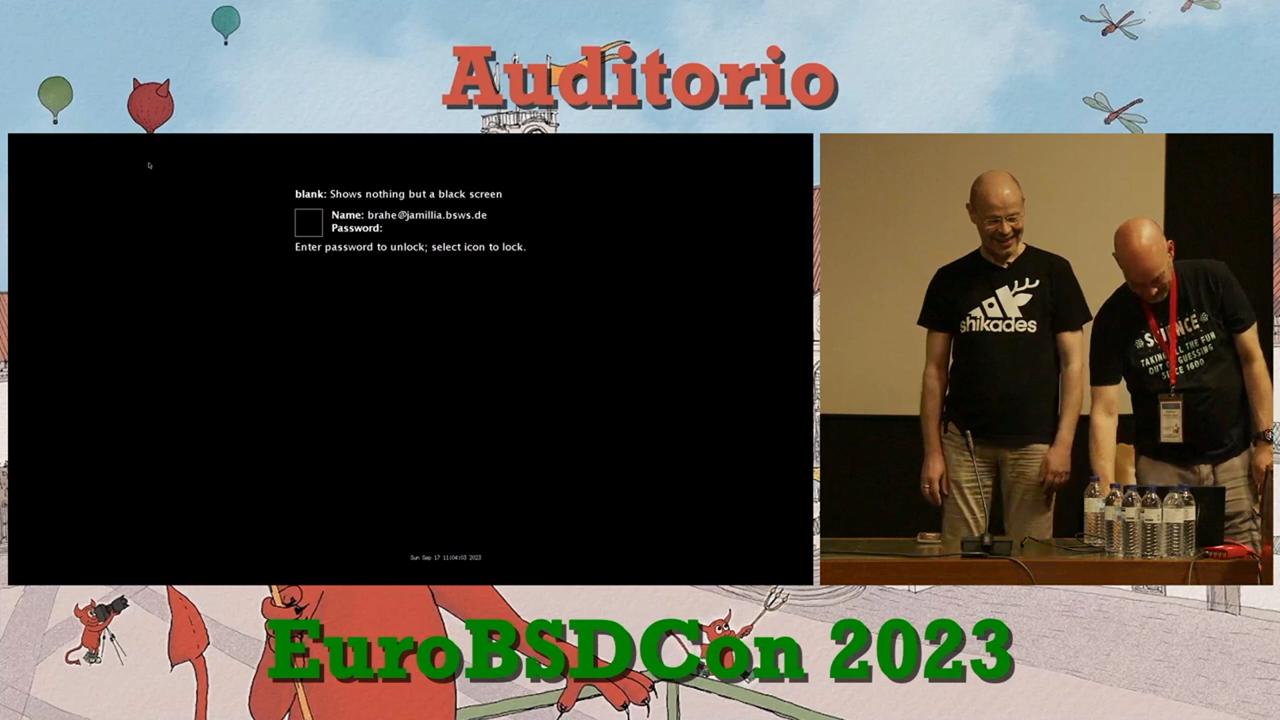 Auditorio
blank: Shows nothing but a black screen
Name: brahe@jamillia.bsws.de
Password:
Enter password to unlock; select icon to lock.
Sun Sep 17 11:04:03 2023
shikades
SCIENCE
TAKING ALL THE FUN
OUT OF GUESSING
SINCE 1600
EuroBSDCon 2023